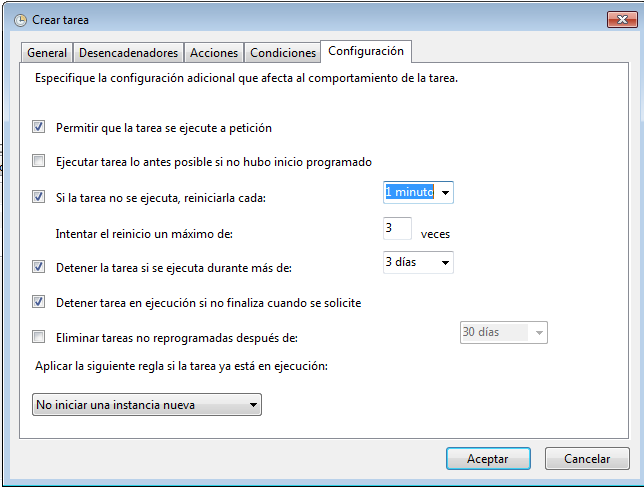 Crear tarea
General Desencadenadores Acciones Condiciones Configuración
Especifique la configuración adicional que afecta al comportamiento de la tarea.
Permitir que la tarea se ejecute a petición
Ejecutar tarea lo antes posible si no hubo inicio programado
Si la tarea no se ejecuta, reiniciarla cada: 1 minuto
Intentar el reinicio un máximo de: 3 veces
Detener la tarea si se ejecuta durante más de: 3 días
Detener tarea en ejecución si no finaliza cuando se solicite
Eliminar tareas no reprogramadas después de: 30 días
Aplicar la siguiente regla si la tarea ya está en ejecución:
No iniciar una instancia nueva
Aceptar Cancelar